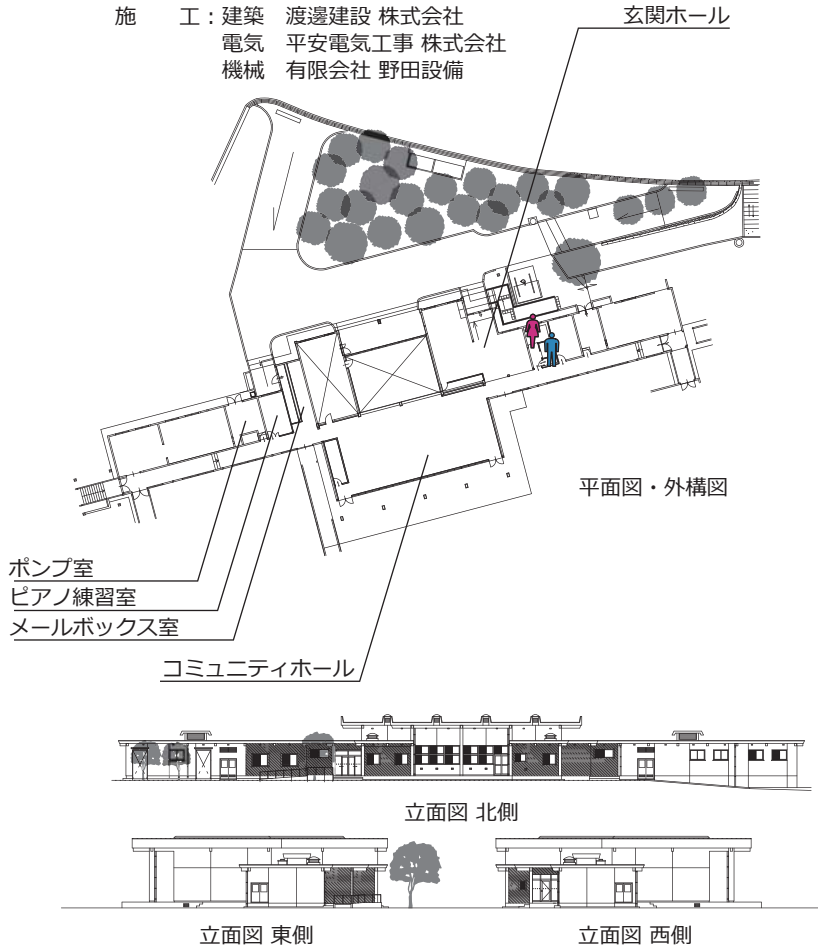 施　工：建築　渡邊建設 株式会社
電気　平安電気工事 株式会社
機械　有限会社 野田設備
玄関ホール
平面図・外構図
ポンプ室
ピアノ練習室
メールボックス室
コミュニティホール
立面図 北側
立面図 東側
立面図 西側